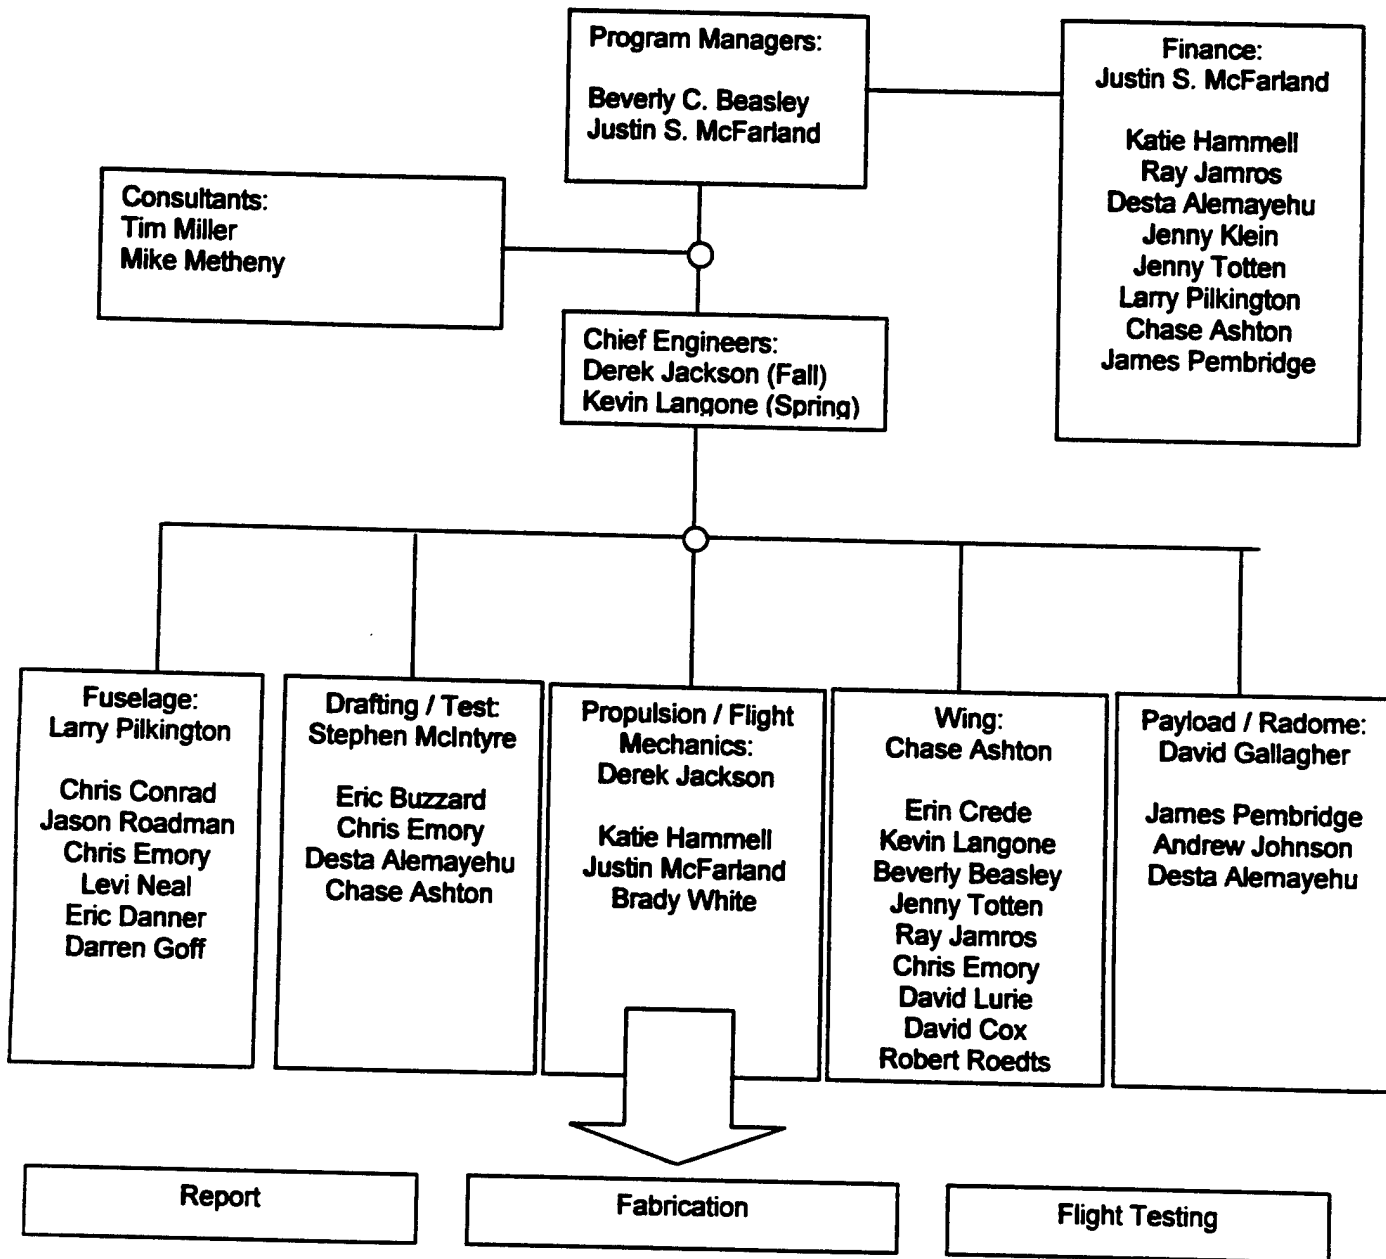 Program Managers:
Beverly C. Beasley
Justin S. McFarland
Finance:
Justin S. McFarland
Katie Hammell
Ray Jamros
Desta Alemayehu
Jenny Klein
Jenny Totten
Larry Pilkington
Chase Ashton
James Pembridge
Consultants:
Tim Miller
Mike Metheny
Chief Engineers:
Derek Jackson (Fall)
Kevin Langone (Spring)
Fuselage:
Larry Pilkington
Chris Conrad
Jason Roadman
Chris Emory
Levi Neal
Eric Danner
Darren Goff
Drafting / Test:
Stephen McIntyre
Eric Buzzard
Chris Emory
Desta Alemayehu
Chase Ashton
Propulsion / Flight
Mechanics:
Derek Jackson
Katie Hammell
Justin McFarland
Brady White
Wing:
Chase Ashton
Erin Crede
Kevin Langone
Beverly Beasley
Jenny Totten
Ray Jamros
Chris Emory
David Lurie
David Cox
Robert Roedts
Payload / Radome:
David Gallagher
James Pembridge
Andrew Johnson
Desta Alemayehu
Report
Fabrication
Flight Testing